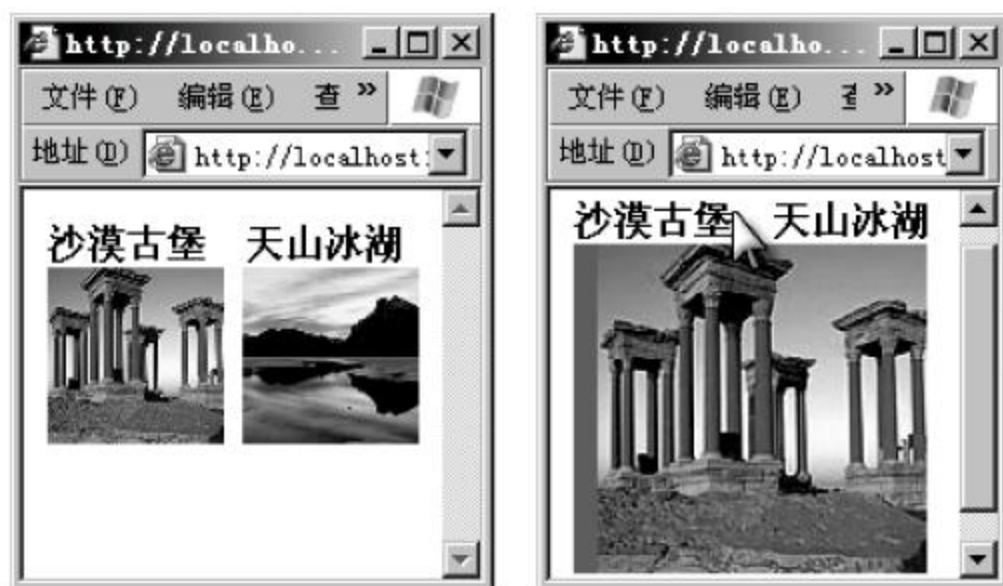 http://localho...
文件(F) 编辑(E) 查 »
地址(D) http://localhost:
沙漠古堡 天山冰湖
http://localho...
文件(F) 编辑(E) »
地址(D) http://localhost
沙漠古堡 天山冰湖